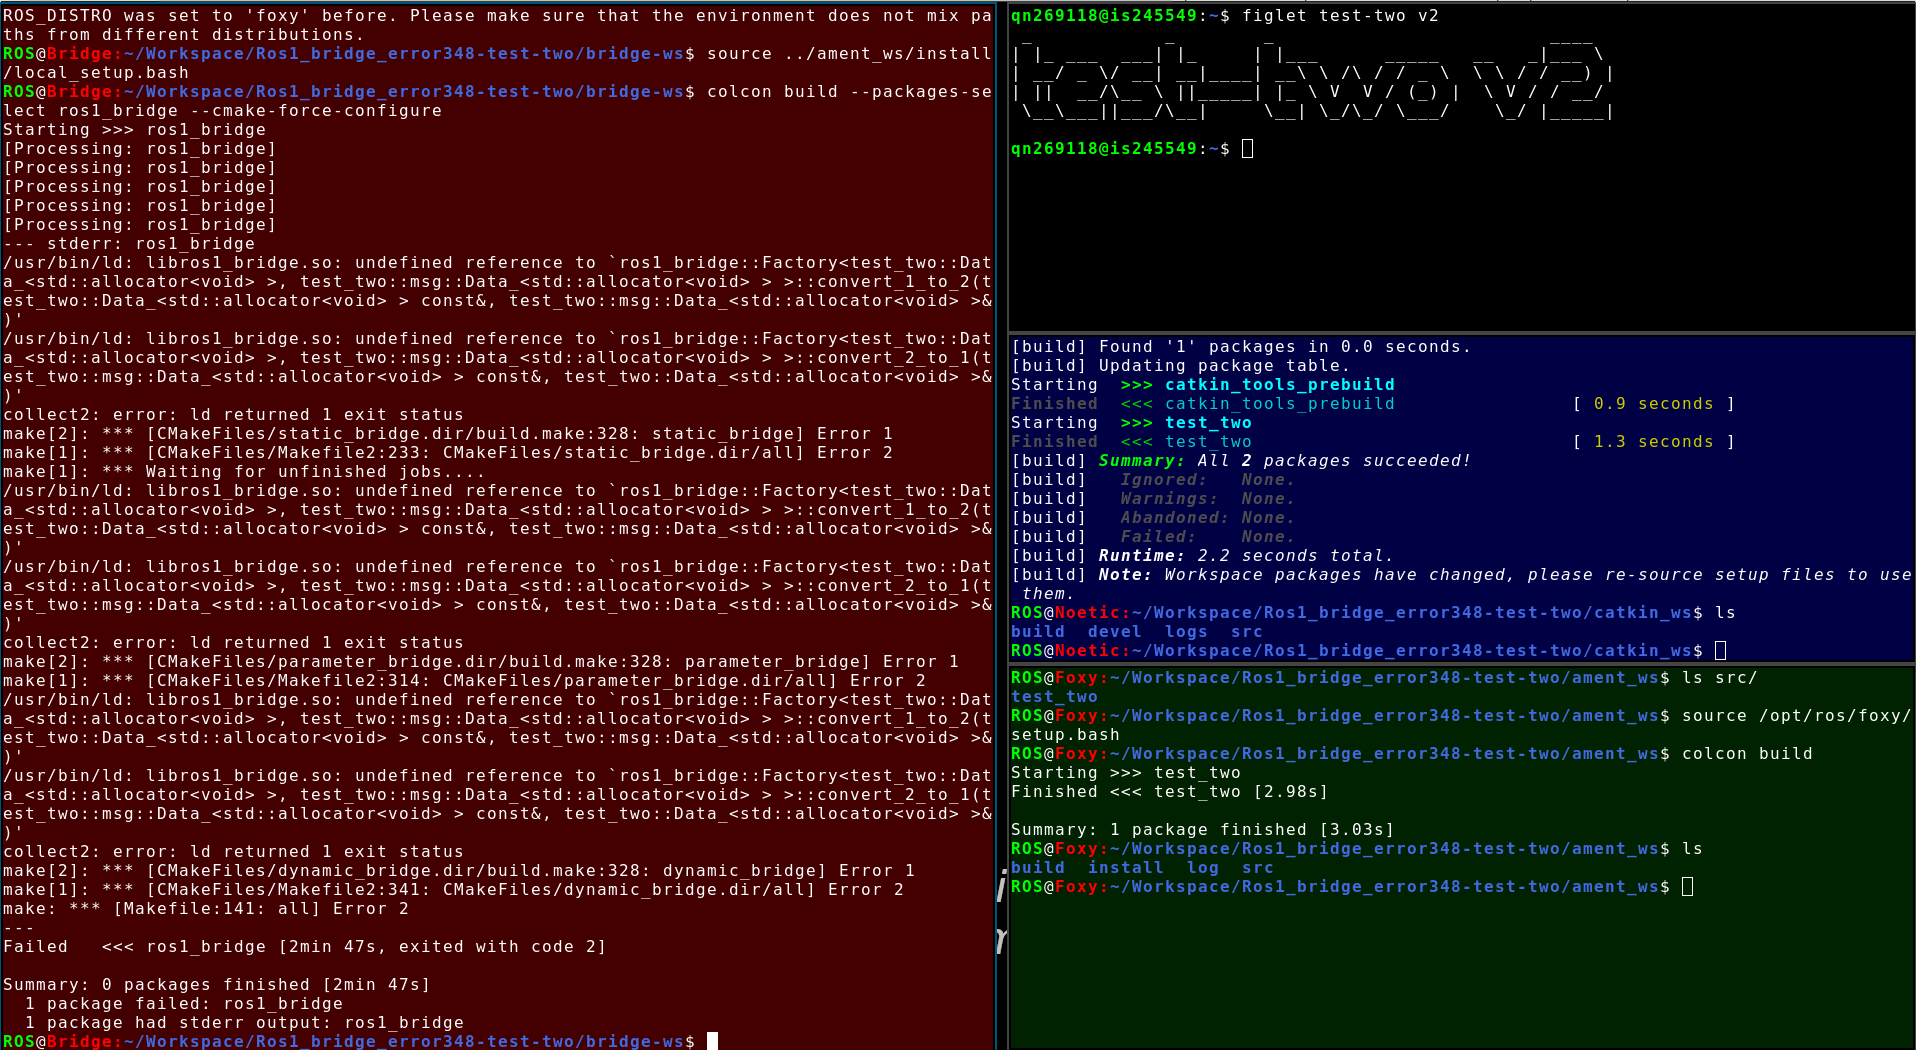 ROS_DISTRO was set to 'foxy' before. Please make sure that the environment does not mix pa
ths from different distributions.
ROS@Bridge:~/Workspace/Ros1_bridge_error348-test-two/bridge-ws$ source ../ament_ws/install
/local_setup.bash
ROS@Bridge:~/Workspace/Ros1_bridge_error348-test-two/bridge-ws$ colcon build --packages-se
lect ros1_bridge --cmake-force-configure
Starting >>> ros1_bridge
[Processing: ros1_bridge]
[Processing: ros1_bridge]
[Processing: ros1_bridge]
[Processing: ros1_bridge]
[Processing: ros1_bridge]
--- stderr: ros1_bridge
/usr/bin/ld: libros1_bridge.so: undefined reference to `ros1_bridge::Factory<test_two::Dat
a_<std::allocator<void> >, test_two::msg::Data_<std::allocator<void> > >::convert_1_to_2(t
est_two::Data_<std::allocator<void> > const&, test_two::msg::Data_<std::allocator<void> >&
)'
/usr/bin/ld: libros1_bridge.so: undefined reference to `ros1_bridge::Factory<test_two::Dat
a_<std::allocator<void> >, test_two::msg::Data_<std::allocator<void> > >::convert_2_to_1(t
est_two::msg::Data_<std::allocator<void> > const&, test_two::Data_<std::allocator<void> >&
)'
collect2: error: ld returned 1 exit status
make[2]: *** [CMakeFiles/static_bridge.dir/build.make:328: static_bridge] Error 1
make[1]: *** [CMakeFiles/Makefile2:233: CMakeFiles/static_bridge.dir/all] Error 2
make[1]: *** Waiting for unfinished jobs....
/usr/bin/ld: libros1_bridge.so: undefined reference to `ros1_bridge::Factory<test_two::Dat
a_<std::allocator<void> >, test_two::msg::Data_<std::allocator<void> > >::convert_1_to_2(t
est_two::Data_<std::allocator<void> > const&, test_two::msg::Data_<std::allocator<void> >&
)'
/usr/bin/ld: libros1_bridge.so: undefined reference to `ros1_bridge::Factory<test_two::Dat
a_<std::allocator<void> >, test_two::msg::Data_<std::allocator<void> > >::convert_2_to_1(t
est_two::msg::Data_<std::allocator<void> > const&, test_two::Data_<std::allocator<void> >&
)'
collect2: error: ld returned 1 exit status
make[2]: *** [CMakeFiles/parameter_bridge.dir/build.make:328: parameter_bridge] Error 1
make[1]: *** [CMakeFiles/Makefile2:314: CMakeFiles/parameter_bridge.dir/all] Error 2
/usr/bin/ld: libros1_bridge.so: undefined reference to `ros1_bridge::Factory<test_two::Dat
a_<std::allocator<void> >, test_two::msg::Data_<std::allocator<void> > >::convert_1_to_2(t
est_two::Data_<std::allocator<void> > const&, test_two::msg::Data_<std::allocator<void> >&
)'
/usr/bin/ld: libros1_bridge.so: undefined reference to `ros1_bridge::Factory<test_two::Dat
a_<std::allocator<void> >, test_two::msg::Data_<std::allocator<void> > >::convert_2_to_1(t
est_two::msg::Data_<std::allocator<void> > const&, test_two::Data_<std::allocator<void> >&
)'
collect2: error: ld returned 1 exit status
make[2]: *** [CMakeFiles/dynamic_bridge.dir/build.make:328: dynamic_bridge] Error 1
make[1]: *** [CMakeFiles/Makefile2:341: CMakeFiles/dynamic_bridge.dir/all] Error 2
make: *** [Makefile:141: all] Error 2
---
Failed   <<< ros1_bridge [2min 47s, exited with code 2]

Summary: 0 packages finished [2min 47s]
  1 package failed: ros1_bridge
  1 package had stderr output: ros1_bridge
ROS@Bridge:~/Workspace/Ros1_bridge_error348-test-two/bridge-ws$
qn269118@is245549:~$ figlet test-two v2
test-two v2
qn269118@is245549:~$
[build] Found '1' packages in 0.0 seconds.
[build] Updating package table.
Starting  >>> catkin_tools_prebuild
Finished  <<< catkin_tools_prebuild                [ 0.9 seconds ]
Starting  >>> test_two
Finished  <<< test_two                             [ 1.3 seconds ]
[build] Summary: All 2 packages succeeded!
[build]   Ignored:   None.
[build]   Warnings:  None.
[build]   Abandoned: None.
[build]   Failed:    None.
[build] Runtime: 2.2 seconds total.
[build] Note: Workspace packages have changed, please re-source setup files to use
 them.
ROS@Noetic:~/Workspace/Ros1_bridge_error348-test-two/catkin_ws$ ls
build  devel  logs  src
ROS@Noetic:~/Workspace/Ros1_bridge_error348-test-two/catkin_ws$
ROS@Foxy:~/Workspace/Ros1_bridge_error348-test-two/ament_ws$ ls src/
test_two
ROS@Foxy:~/Workspace/Ros1_bridge_error348-test-two/ament_ws$ source /opt/ros/foxy/
setup.bash
ROS@Foxy:~/Workspace/Ros1_bridge_error348-test-two/ament_ws$ colcon build
Starting >>> test_two
Finished <<< test_two [2.98s]

Summary: 1 package finished [3.03s]
ROS@Foxy:~/Workspace/Ros1_bridge_error348-test-two/ament_ws$ ls
build  install  log  src
ROS@Foxy:~/Workspace/Ros1_bridge_error348-test-two/ament_ws$